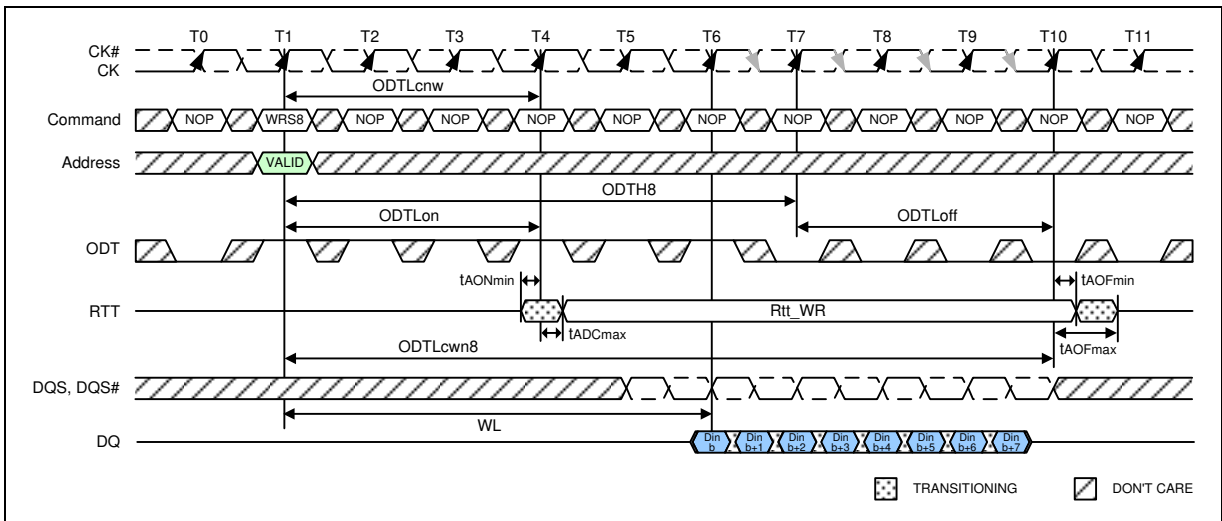 T0 T1 T2 T3 T4 T5 T6 T7 T8 T9 T10 T11
CK#
CK
ODTLcnw
Command NOP WRS8 NOP NOP NOP NOP NOP NOP NOP NOP NOP NOP
Address VALID
ODTH8
ODTLon ODTLoff
ODT
tAONmin tAOFmin
RTT Rtt_WR
tADCmax
ODTLcwn8 tAOFmax
DQS, DQS#
WL
DQ Din b Din b+1 Din b+2 Din b+3 Din b+4 Din b+5 Din b+6 Din b+7
TRANSITIONING DON'T CARE